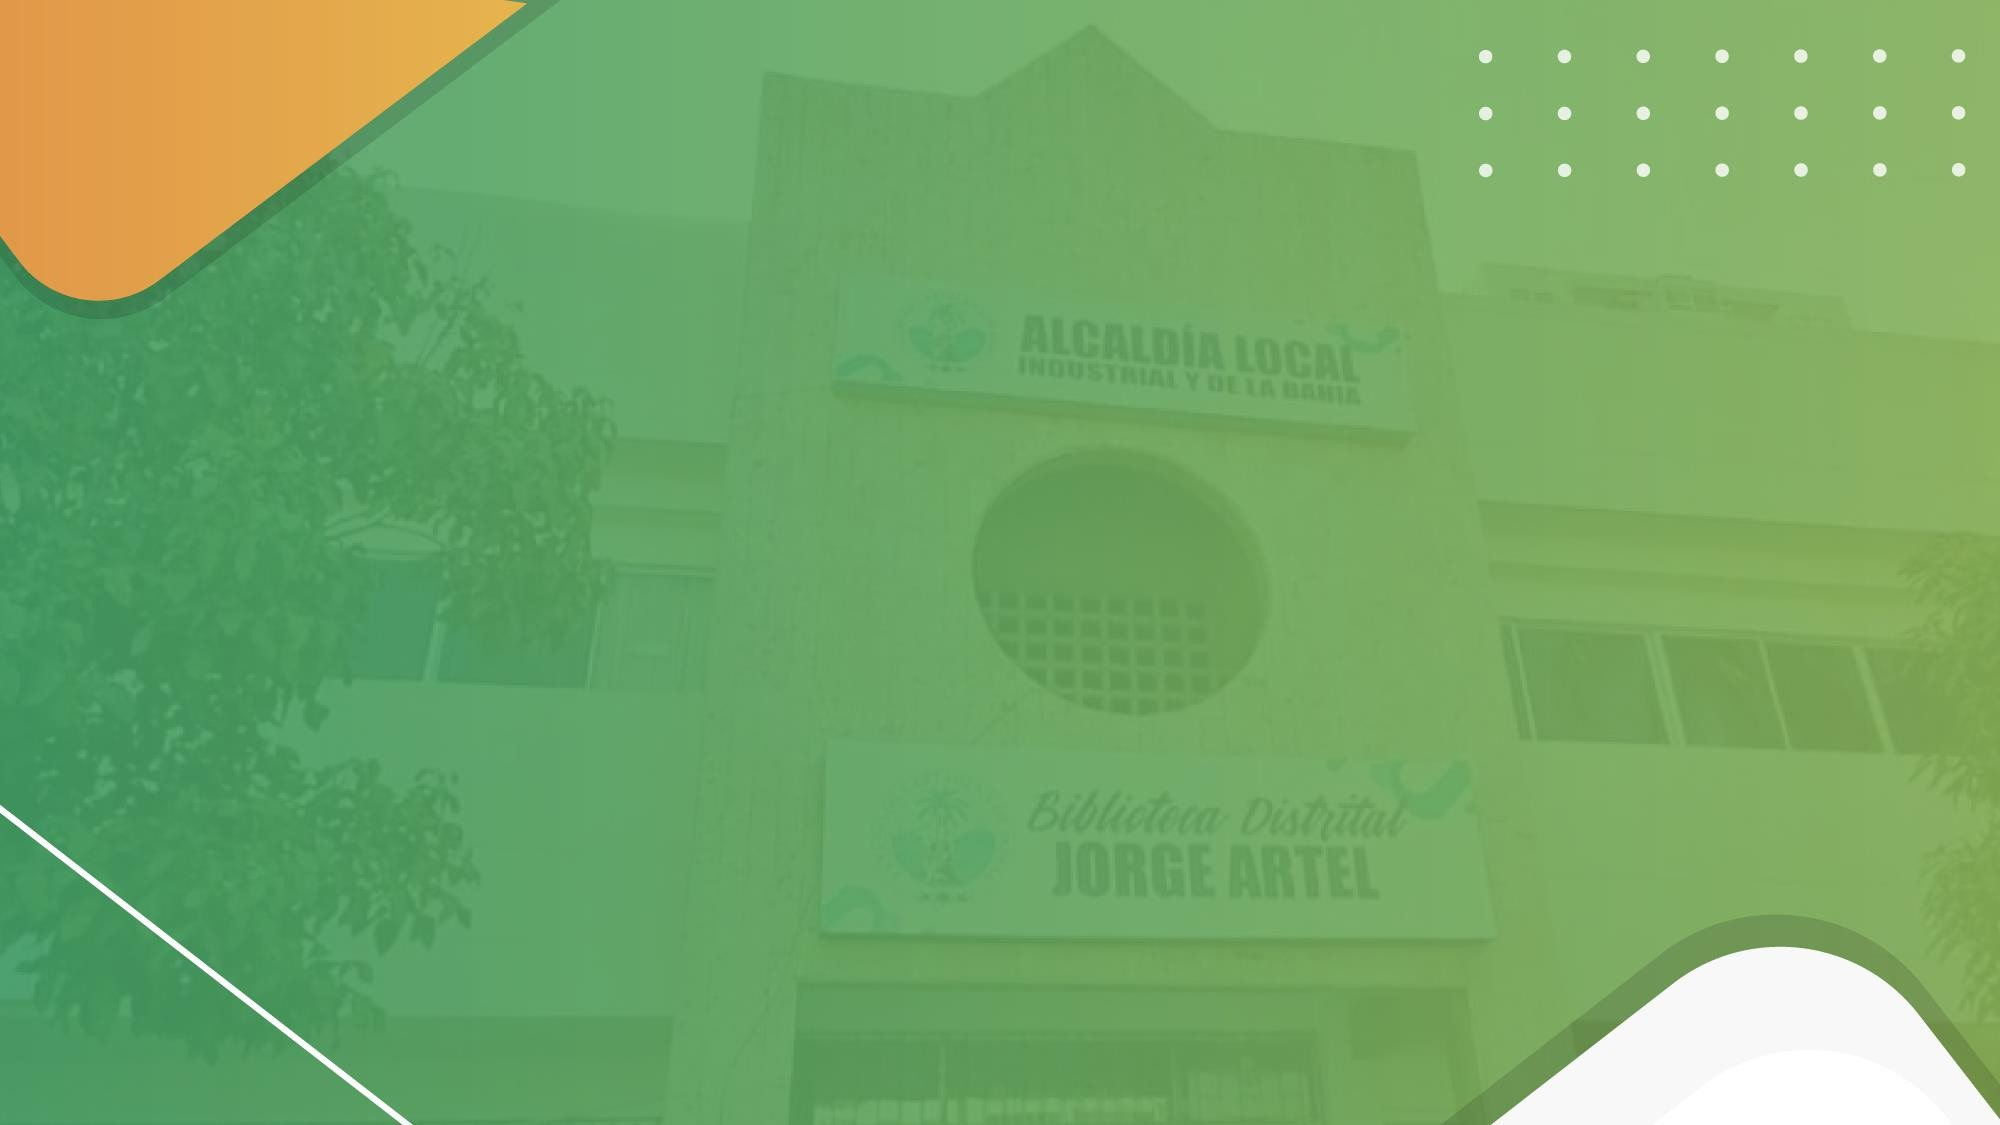 ALCALDÍA LOCAL
INDUSTRIAL Y DE LA BAHIA
Biblioteca Distrital
JORGE ARTEL